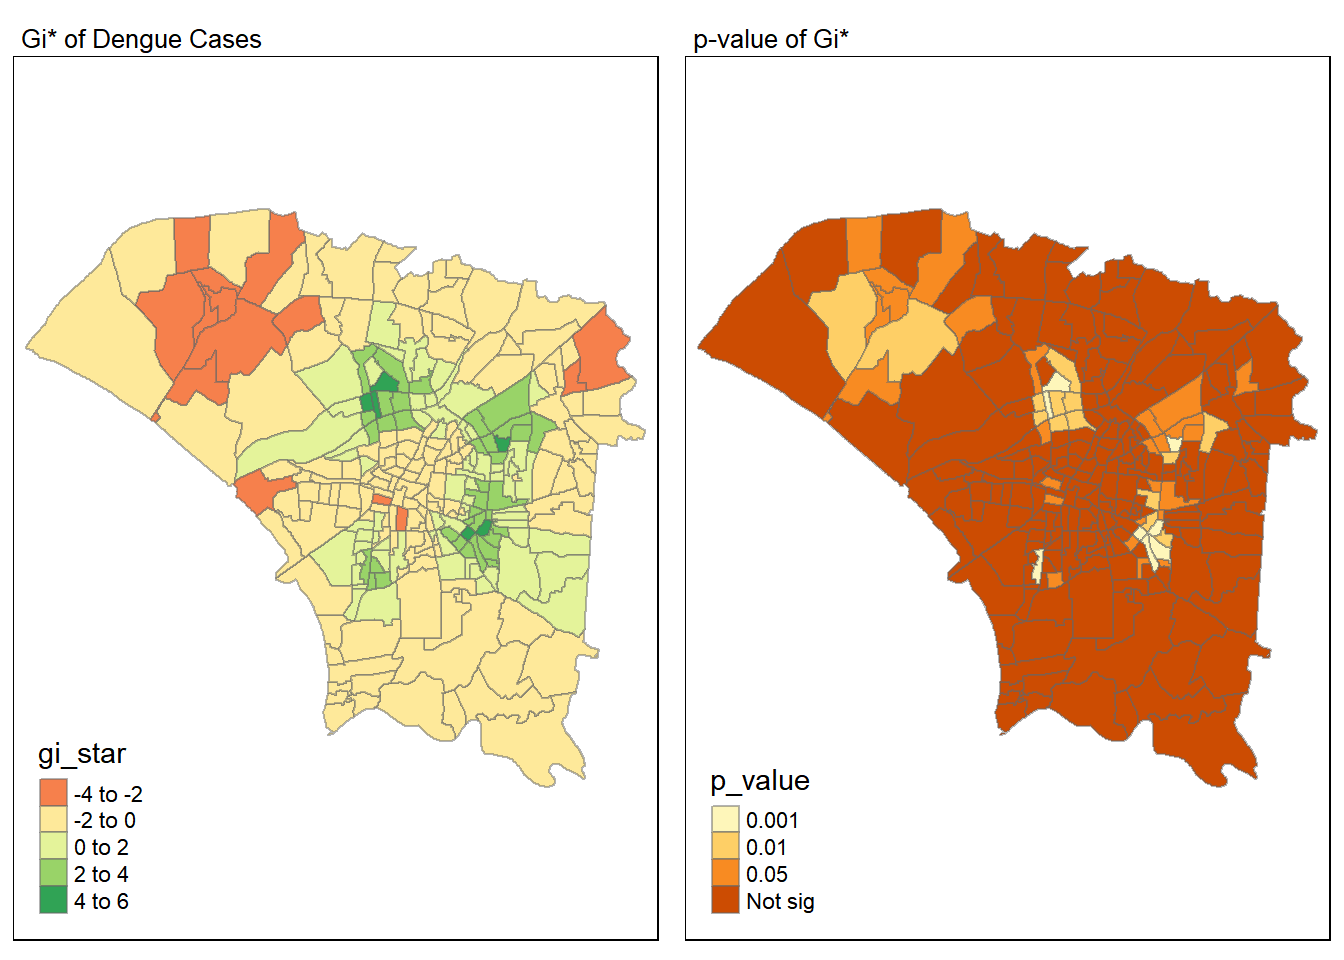 Gi* of Dengue Cases
p-value of Gi*
gi_star
-4 to -2
-2 to 0
0 to 2
2 to 4
4 to 6
p_value
0.001
0.01
0.05
Not sig